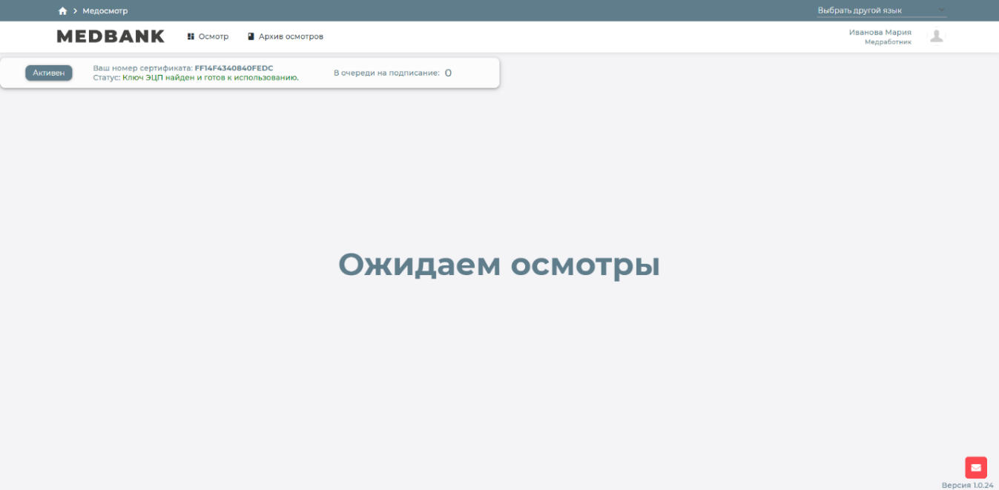 Медосмотр
Выбрать другой язык
MEDBANK
Осмотр
Архив осмотров
Иванова Мария
Медработник
Активен
Ваш номер сертификата: FF14F4340840FEDC
Статус: Ключ ЭЦП найден и готов к использованию.
В очереди на подписание: 0
Ожидаем осмотры
Версия 1.0.24